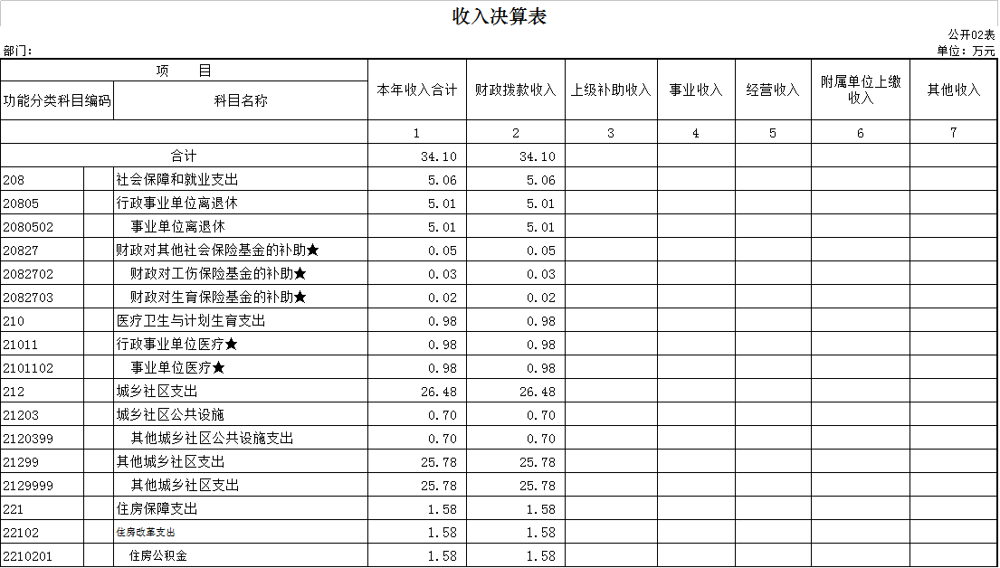 收入决算表
公开02表
部门：
单位：万元
项 目
本年收入合计 财政拨款收入 上级补助收入 事业收入 经营收入 附属单位上缴收入 其他收入
功能分类科目编码 科目名称
1 2 3 4 5 6 7
合计 34.10 34.10
208 社会保障和就业支出 5.06 5.06
20805 行政事业单位离退休 5.01 5.01
2080502 事业单位离退休 5.01 5.01
20827 财政对其他社会保险基金的补助★ 0.05 0.05
2082702 财政对工伤保险基金的补助★ 0.03 0.03
2082703 财政对生育保险基金的补助★ 0.02 0.02
210 医疗卫生与计划生育支出 0.98 0.98
21011 行政事业单位医疗★ 0.98 0.98
2101102 事业单位医疗★ 0.98 0.98
212 城乡社区支出 26.48 26.48
21203 城乡社区公共设施 0.70 0.70
2120399 其他城乡社区公共设施支出 0.70 0.70
21299 其他城乡社区支出 25.78 25.78
2129999 其他城乡社区支出 25.78 25.78
221 住房保障支出 1.58 1.58
22102 住房改革支出 1.58 1.58
2210201 住房公积金 1.58 1.58